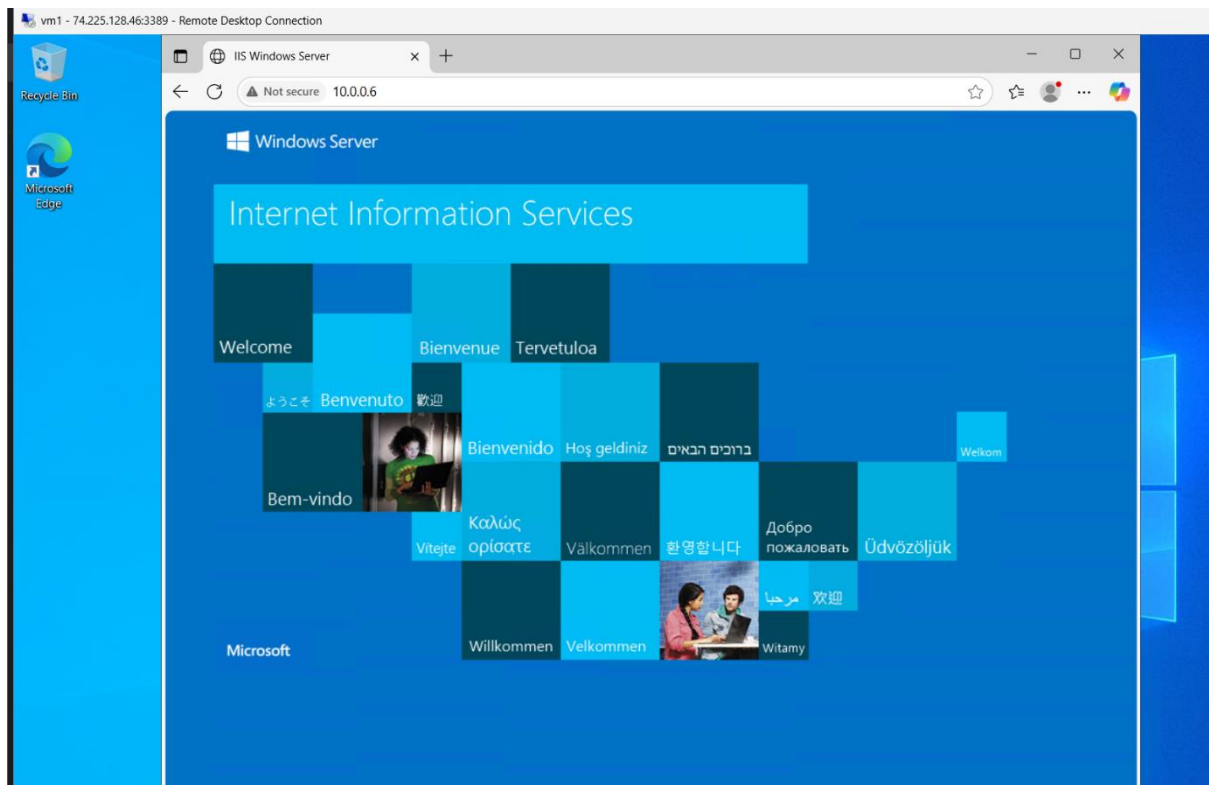 vm1 - 74.225.128.46:3389 - Remote Desktop Connection
IIS Windows Server
Recycle Bin
Not secure 10.0.0.6
Microsoft
Edge
Windows Server
Internet Information Services
Welcome
Bienvenue
Tervetuloa
ようこそ
Benvenuto
歡迎
Bienvenido
Hoş geldiniz
ברוכים הבאים
Welkom
Bem-vindo
Vítejte
Καλώς
ορίσατε
Välkommen
환영합니다
Добро
пожаловать
Üdvözöljük
مرحبا
欢迎
Microsoft
Willkommen
Velkommen
Witamy